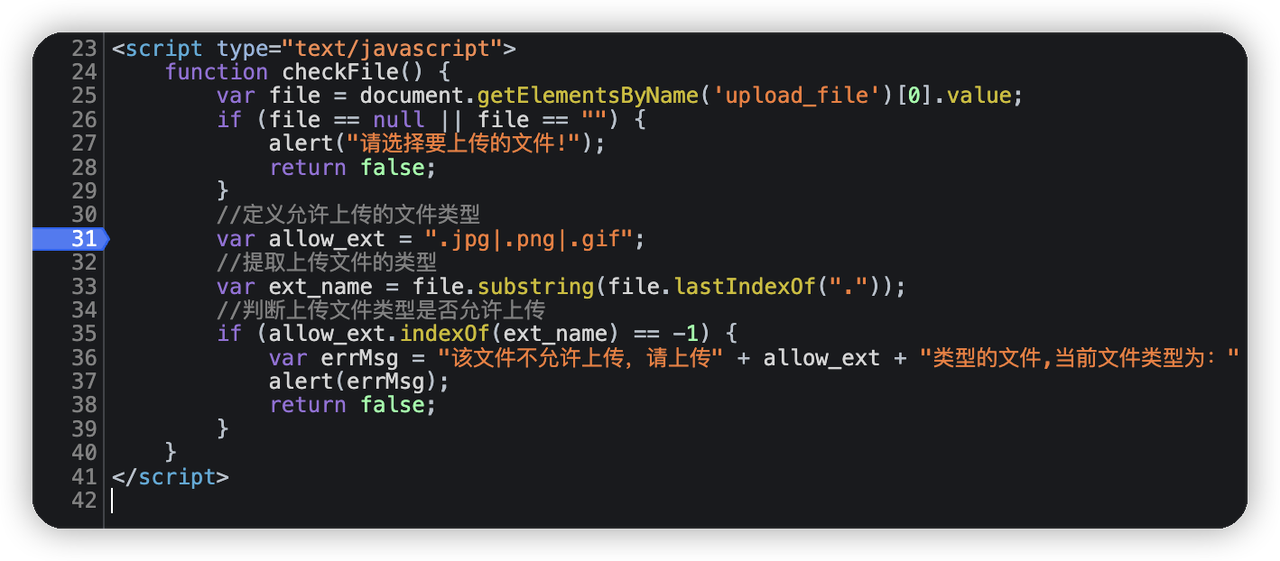 23 <script type="text/javascript">
24     function checkFile() {
25         var file = document.getElementsByName('upload_file')[0].value;
26         if (file == null || file == "") {
27             alert("请选择要上传的文件!");
28             return false;
29         }
30         //定义允许上传的文件类型
31         var allow_ext = ".jpg|.png|.gif";
32         //提取上传文件的类型
33         var ext_name = file.substring(file.lastIndexOf("."));
34         //判断上传文件类型是否允许上传
35         if (allow_ext.indexOf(ext_name) == -1) {
36             var errMsg = "该文件不允许上传，请上传" + allow_ext + "类型的文件,当前文件类型为："
37             alert(errMsg);
38             return false;
39         }
40     }
41 </script>
42